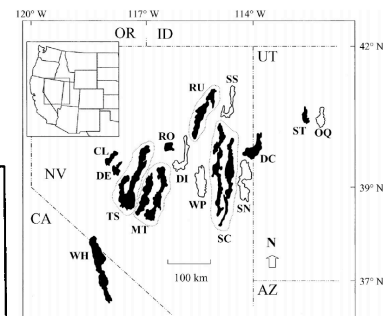 120° W 117° W 114° W
OR ID
42° N
UT
RU SS
ST OQ
CL RO
DE DI DC
NV
39° N
WP SN
TS MT SC
CA
WH
N
100 km
37° N
AZ